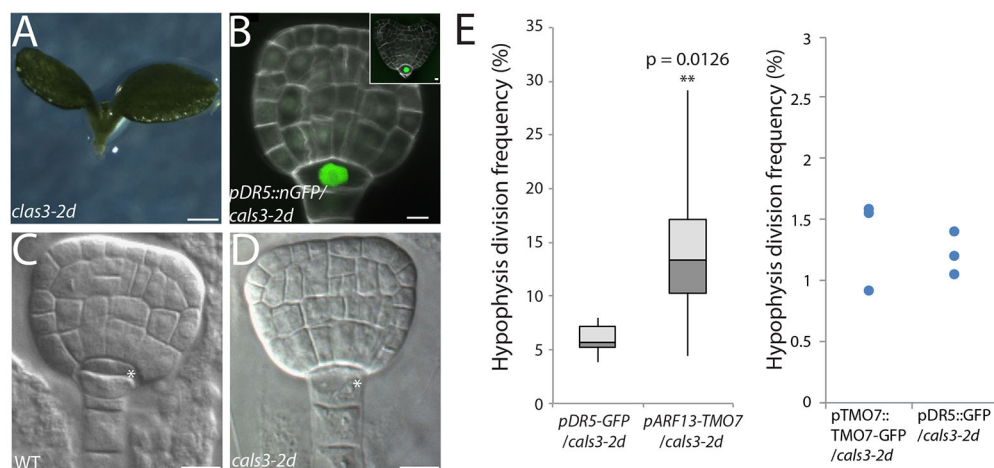 A
clas3-2d
B
pDR5::nGFP/
cals3-2d
C
*
WT
D
*
cals3-2d
E
Hypophysis division frequency (%)
35
30
25
20
15
10
5
0
p = 0.0126
**
pDR5-GFP
/cals3-2d
pARF13-TMO7
/cals3-2d
Hypophysis division frequency (%)
3
2.5
2
1.5
1
0.5
0
pTMO7::
TMO7-GFP
/cals3-2d
pDR5::GFP
/cals3-2d